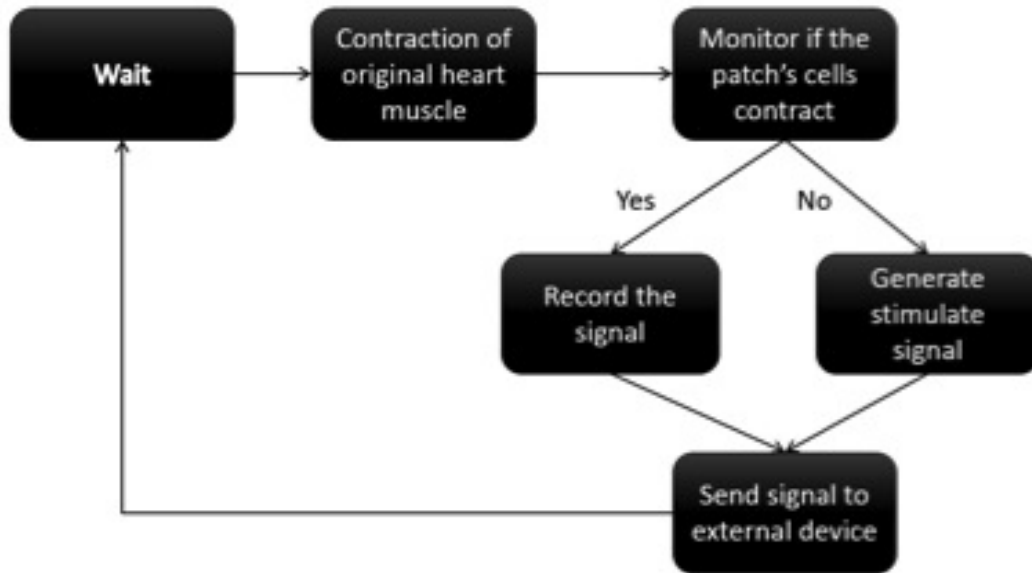 Wait
Contraction of
original heart
muscle
Monitor if the
patch's cells
contract
Yes
No
Record the
signal
Generate
stimulate
signal
Send signal to
external device